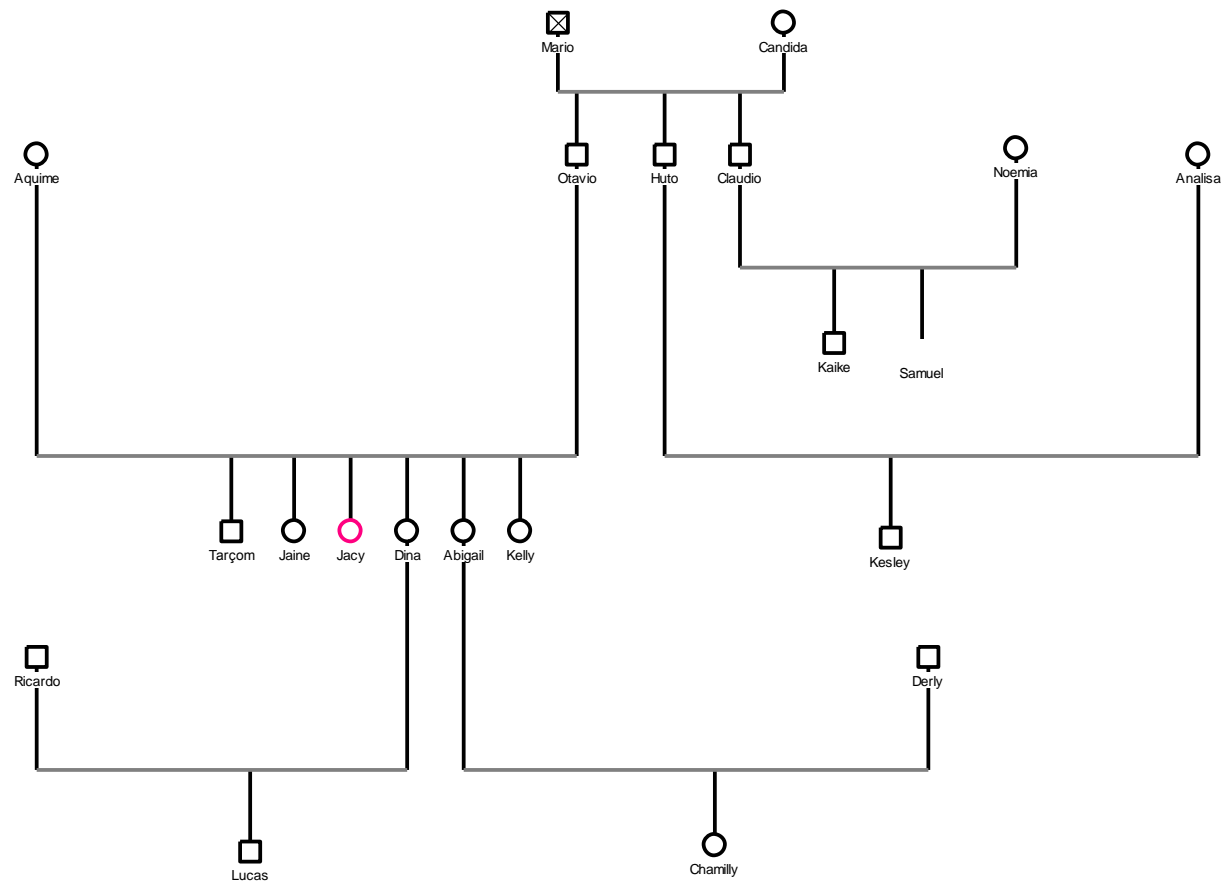 Mario
Candida
Aquime
Otavio
Huto
Claudio
Noemia
Analisa
Kaike
Samuel
Tarçom
Jaine
Jacy
Dina
Abigail
Kelly
Kesley
Ricardo
Derly
Lucas
Chamilly